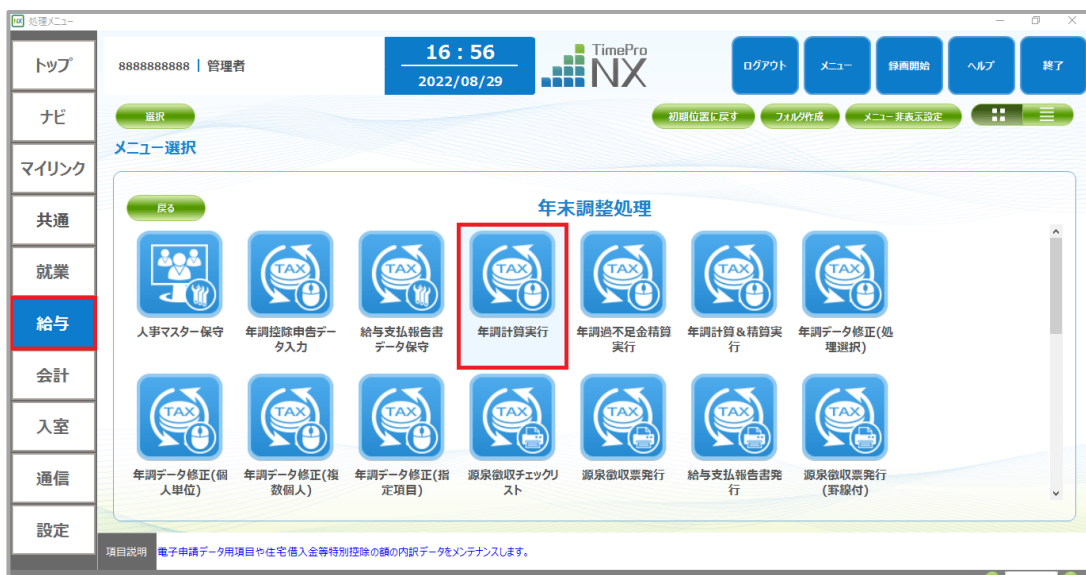 処理メニュー
トップ
ナビ
マイリンク
共通
就業
給与
会計
入室
通信
設定
8888888888 | 管理者
16 : 56
2022/08/29
TimePro
NX
ログアウト
メニュー
録画開始
ヘルプ
終了
選択
初期位置に戻す
フォルダ作成
メニュー非表示設定
メニュー選択
戻る
年末調整処理
人事マスター保守
年調控除申告デー
タ入力
給与支払報告書
データ保守
年調計算実行
年調過不足金精算
実行
年調計算&精算実
行
年調データ修正(処
理選択)
TAX
TAX
TAX
TAX
TAX
TAX
年調データ修正(個
人単位)
年調データ修正(複
数個人)
年調データ修正(指
定項目)
源泉徴収チェックリ
スト
源泉徴収票発行
給与支払報告書発
行
源泉徴収票発行
(罫線付)
TAX
TAX
TAX
TAX
TAX
TAX
TAX
項目説明
電子申請データ用項目や住宅借入金等特別控除の額の内訳データをメンテナンスします。